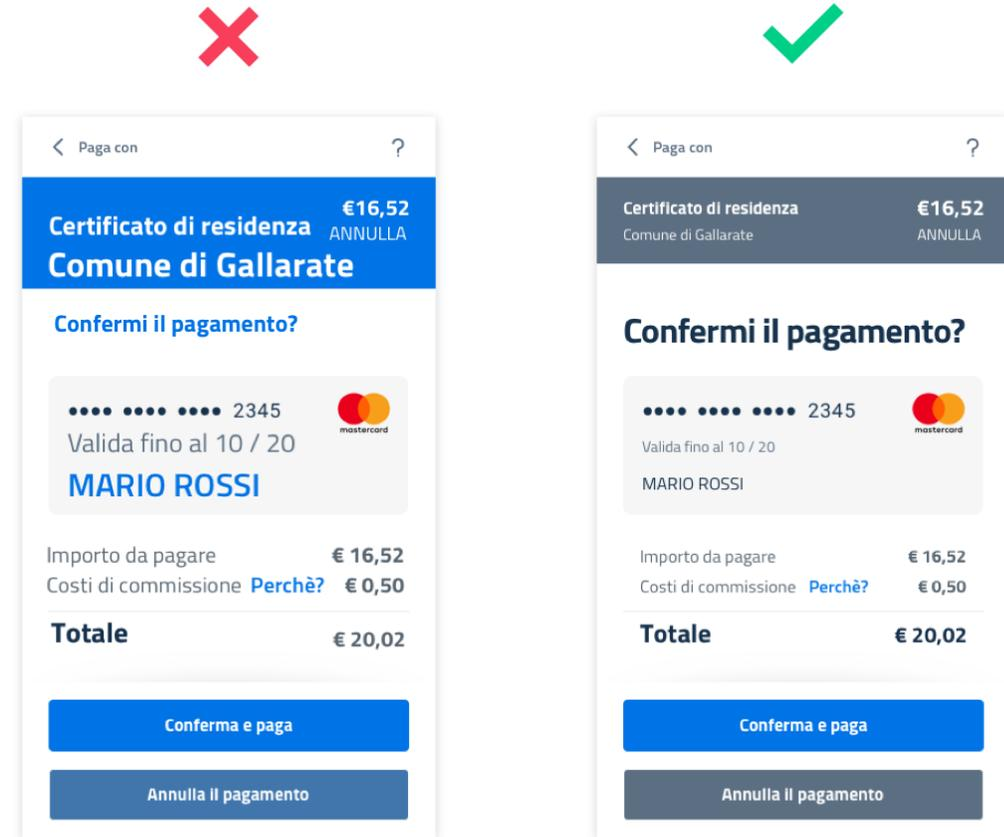 Paga con
?
€16,52
Certificato di residenza
ANNULLA
Comune di Gallarate
Confermi il pagamento?
•••• •••• •••• 2345
mastercard
Valida fino al 10 / 20
MARIO ROSSI
Importo da pagare € 16,52
Costi di commissione Perchè? € 0,50
Totale € 20,02
Conferma e paga
Annulla il pagamento
Paga con
?
Certificato di residenza €16,52
Comune di Gallarate ANNULLA
Confermi il pagamento?
•••• •••• •••• 2345
mastercard
Valida fino al 10 / 20
MARIO ROSSI
Importo da pagare € 16,52
Costi di commissione Perchè? € 0,50
Totale € 20,02
Conferma e paga
Annulla il pagamento